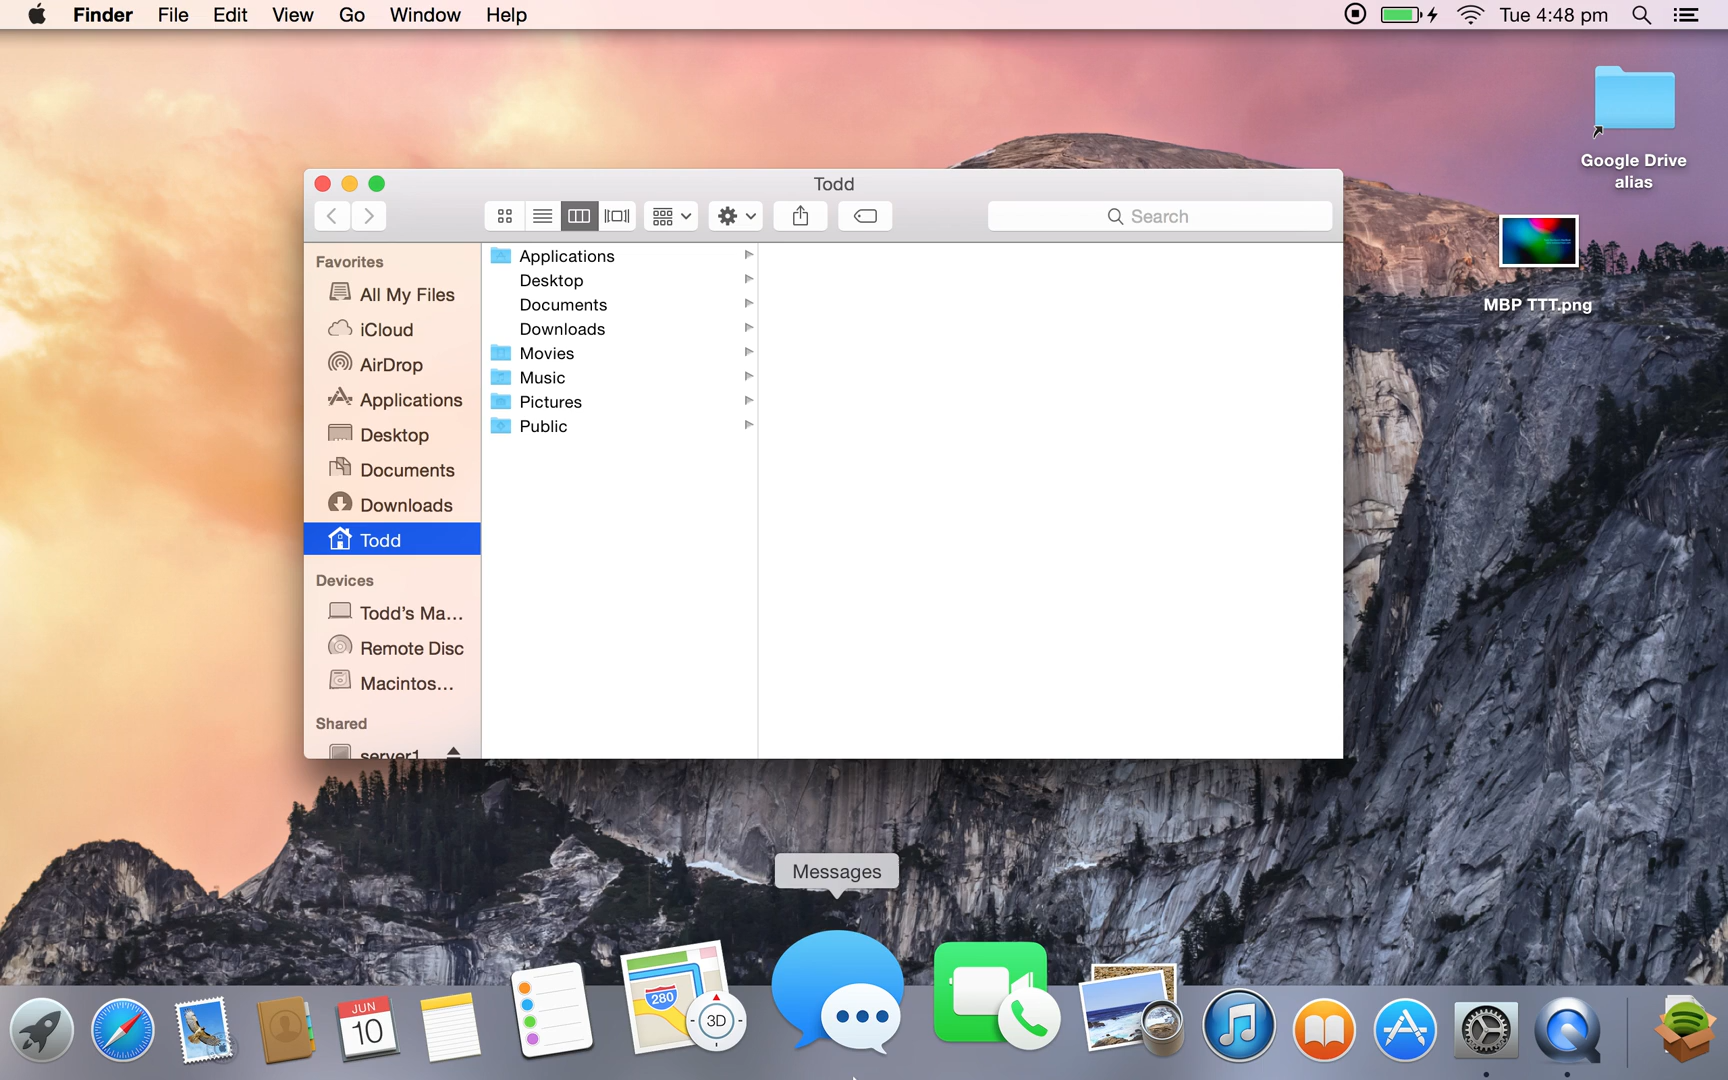 Finder File Edit View Go Window Help Tue 4:48 pm
Google Drive
alias
MBP TTT.png
Todd
Search
Favorites
All My Files
iCloud
AirDrop
Applications
Desktop
Documents
Downloads
Todd
Devices
Todd’s Ma…
Remote Disc
Macintos…
Shared
server1
Applications
Desktop
Documents
Downloads
Movies
Music
Pictures
Public
Messages
JUN
10
280
3D